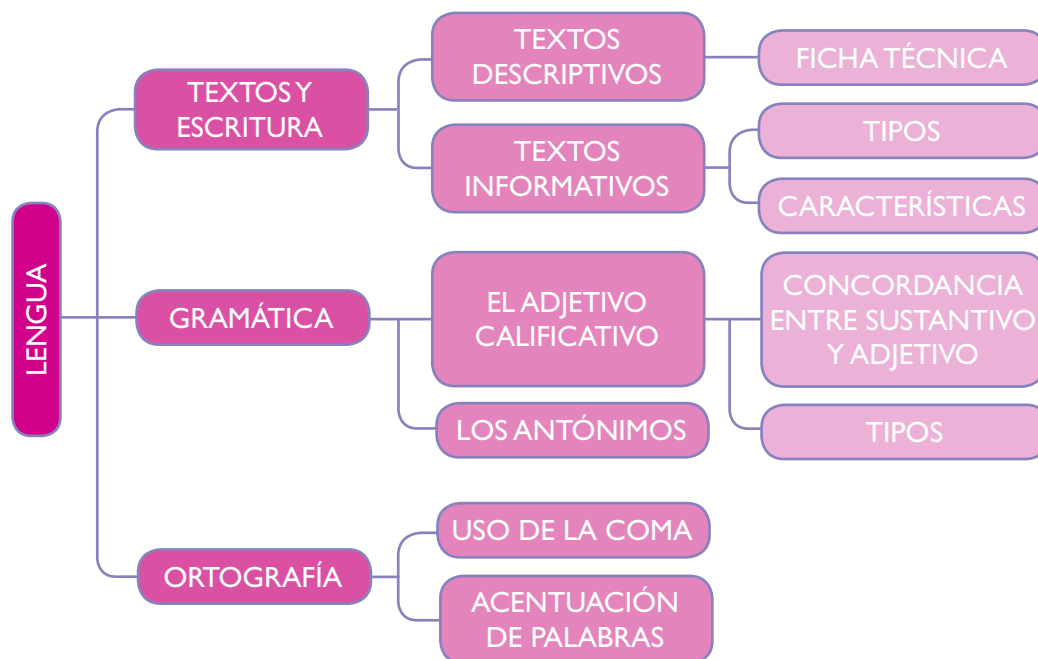 LENGUA
TEXTOS Y
ESCRITURA
TEXTOS
DESCRIPTIVOS
FICHA TÉCNICA
TEXTOS
INFORMATIVOS
TIPOS
CARACTERÍSTICAS
GRAMÁTICA
EL ADJETIVO
CALIFICATIVO
CONCORDANCIA
ENTRE SUSTANTIVO
Y ADJETIVO
TIPOS
LOS ANTÓNIMOS
ORTOGRAFÍA
USO DE LA COMA
ACENTUACIÓN
DE PALABRAS